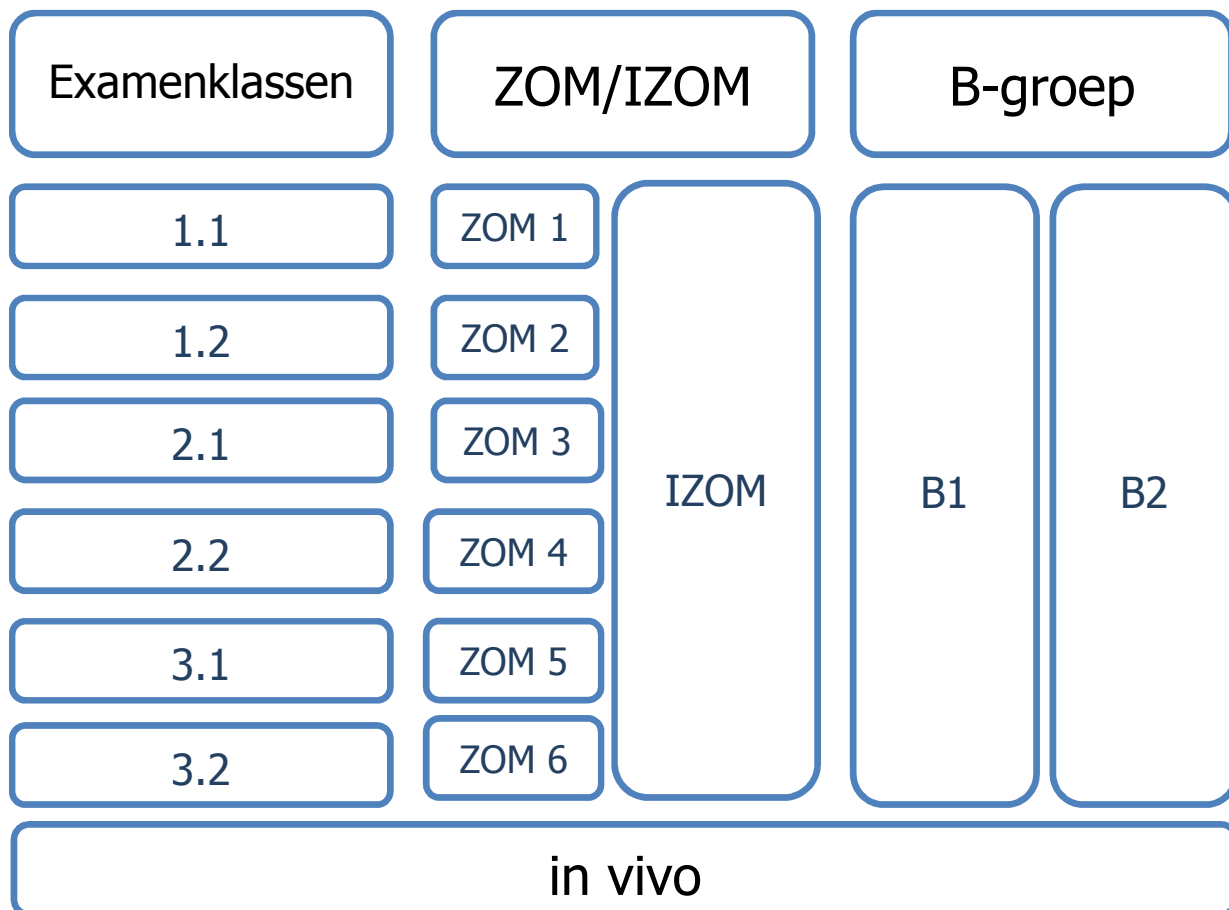 Examenklassen
ZOM/IZOM
B-groep
1.1
ZOM 1
1.2
ZOM 2
2.1
ZOM 3
IZOM
B1
B2
2.2
ZOM 4
3.1
ZOM 5
3.2
ZOM 6
in vivo